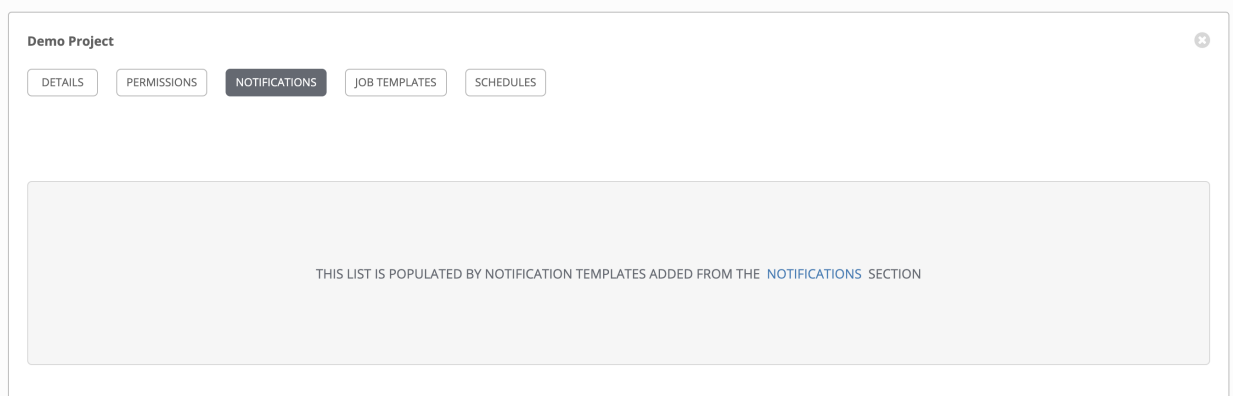 Demo Project
DETAILS PERMISSIONS NOTIFICATIONS JOB TEMPLATES SCHEDULES
THIS LIST IS POPULATED BY NOTIFICATION TEMPLATES ADDED FROM THE NOTIFICATIONS SECTION